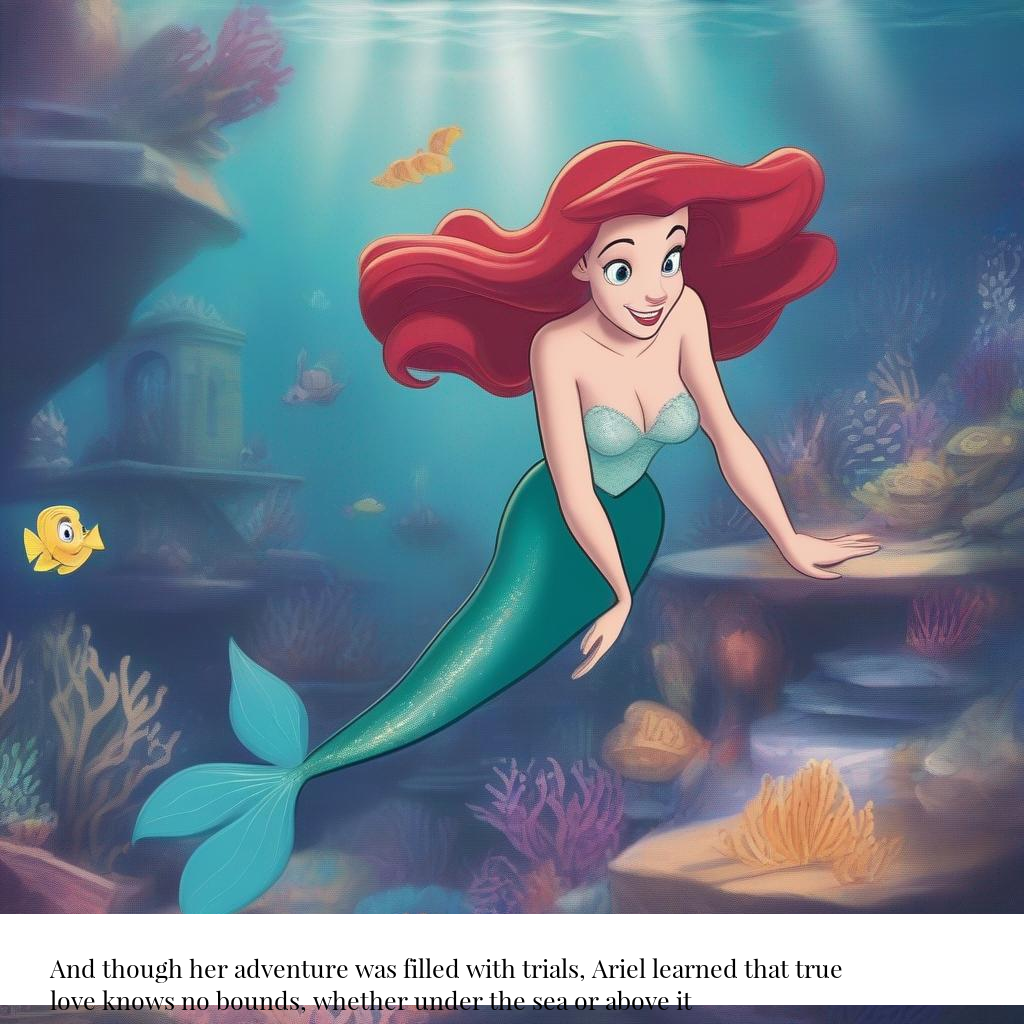 And though her adventure was filled with trials, Ariel learned that true
love knows no bounds, whether under the sea or above it